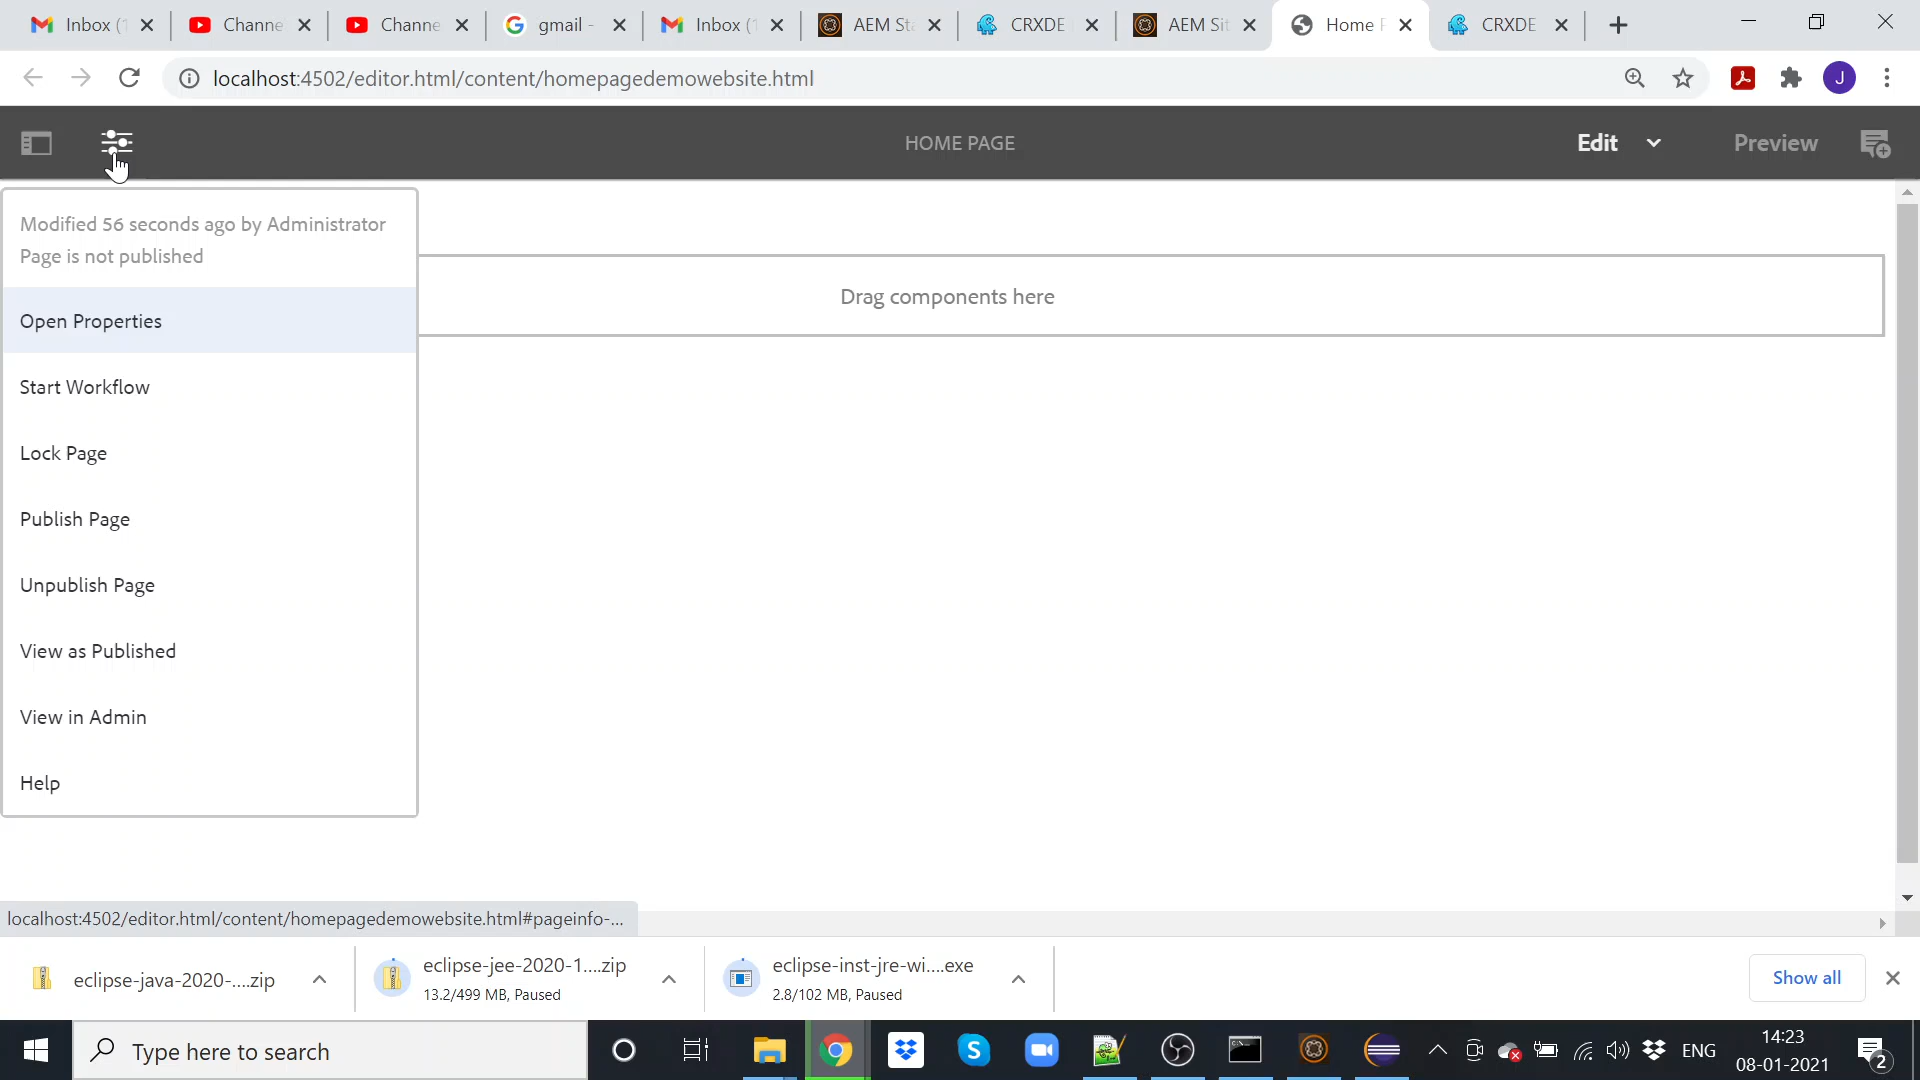 Inbox (1
Channe
Channe
gmail -
Inbox (1
AEM Sta
CRXDE
AEM Sit
Home P
CRXDE
localhost:4502/editor.html/content/homepagedemowebsite.html
J
HOME PAGE
Edit
Preview
Modified 56 seconds ago by Administrator
Page is not published
Drag components here
Open Properties
Start Workflow
Lock Page
Publish Page
Unpublish Page
View as Published
View in Admin
Help
localhost:4502/editor.html/content/homepagedemowebsite.html#pageinfo-...
eclipse-java-2020-....zip
eclipse-jee-2020-1....zip
13.2/499 MB, Paused
eclipse-inst-jre-wi....exe
2.8/102 MB, Paused
Show all
Type here to search
ENG
14:23
08-01-2021
2